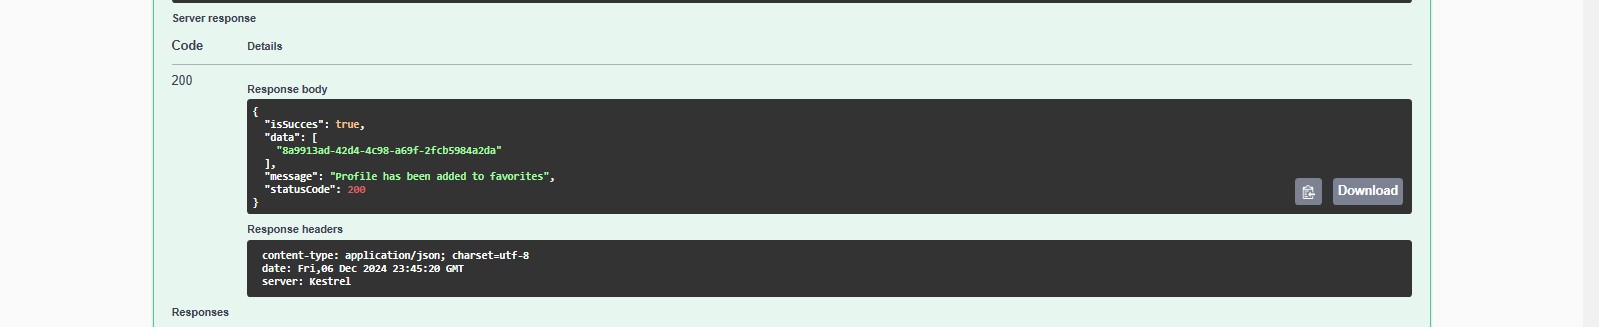 Server response
Code Details
200
Response body
{
"isSucces": true,
"data": [
"8a9913ad-42d4-4c98-a69f-2fcb5984a2da"
],
"message": "Profile has been added to favorites",
"statusCode": 200
}
Download
Response headers
content-type: application/json; charset=utf-8
date: Fri,06 Dec 2024 23:45:20 GMT
server: Kestrel
Responses